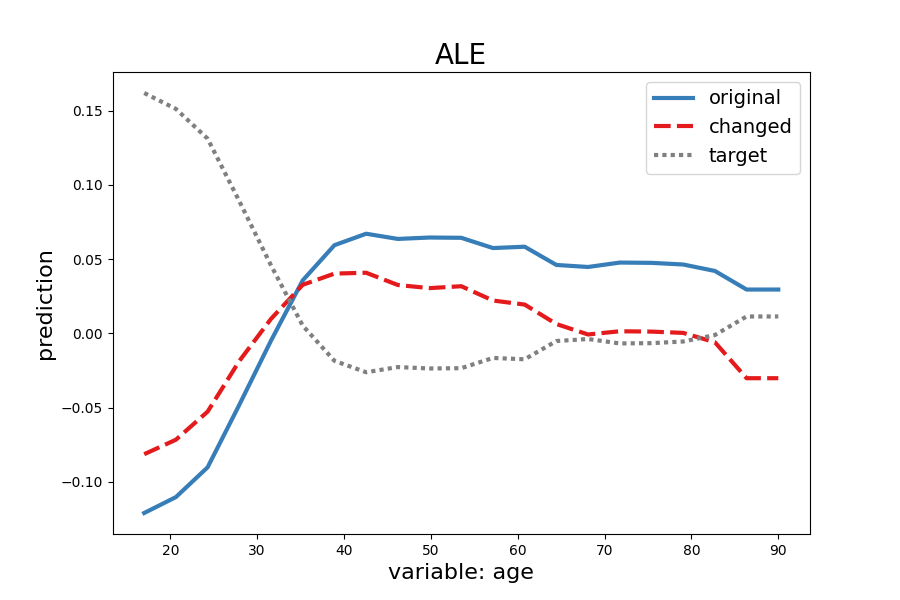 ALE
original
changed
target
prediction
0.15
0.10
0.05
0.00
−0.05
−0.10
20 30 40 50 60 70 80 90
variable: age